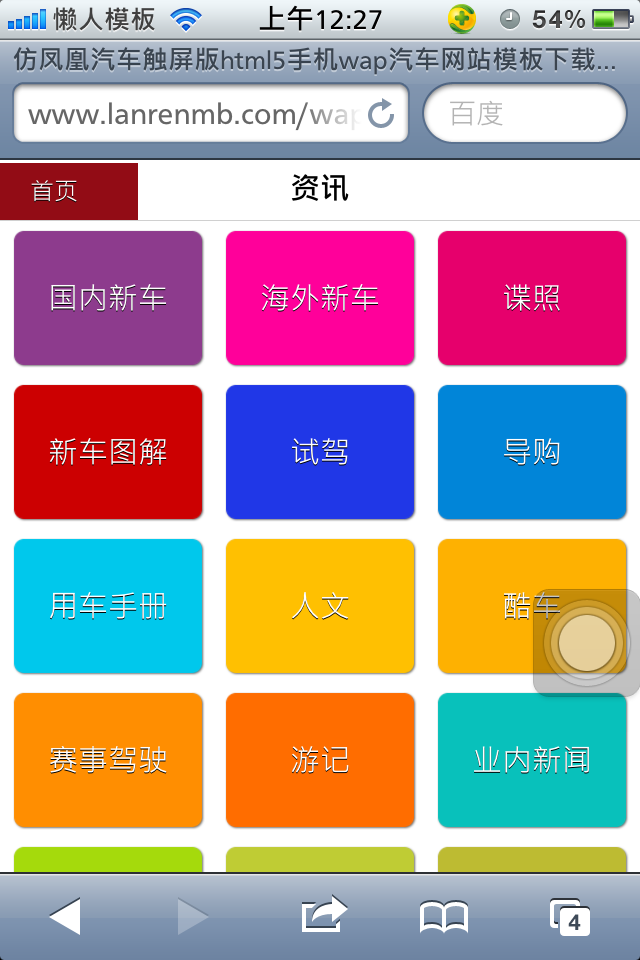 懒人模板 上午12:27 54%
仿凤凰汽车触屏版html5手机wap汽车网站模板下载...
www.lanrenmb.com/wap 百度
首页 资讯
国内新车 海外新车 谍照
新车图解 试驾 导购
用车手册 人文 酷车
赛事驾驶 游记 业内新闻
4